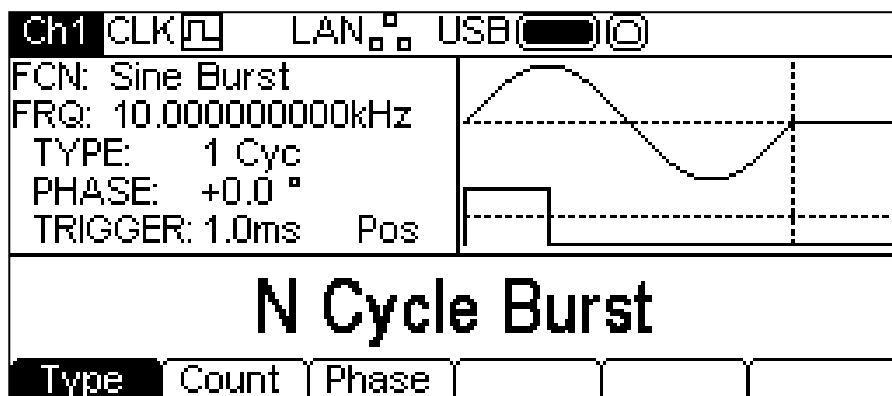 Ch1 CLK LAN USB
FCN: Sine Burst
FRQ: 10.000000000kHz
TYPE: 1 Cyc
PHASE: +0.0 °
TRIGGER: 1.0ms Pos
N Cycle Burst
Type Count Phase